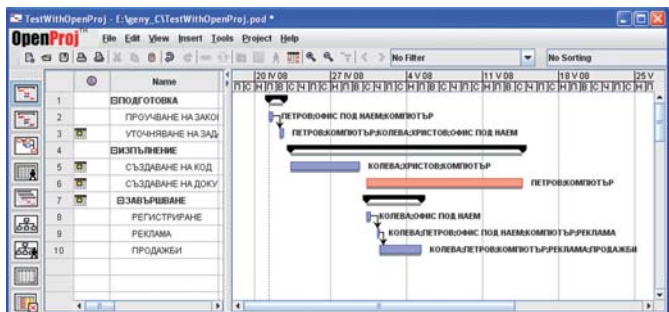 TestWithOpenProj - E:\geny_C\TestWithOpenProj.pod *
OpenProj™ File Edit View Insert Tools Project Help
No Filter No Sorting
Name 20 IV 08 27 IV 08 4 V 08 11 V 08 18 V 08 25 V
1 ПОДГОТОВКА
2 ПРОУЧВАНЕ НА ЗАКОІ ПЕТРОВ;ОФИС ПОД НАЕМ;КОМПЮТЪР
3 УТОЧНЯВАНЕ НА ЗАД ПЕТРОВ;КОМПЮТЪР;КОЛЕВА;ХРИСТОВ;ОФИС ПОД НАЕМ
4 ИЗПЪЛНЕНИЕ
5 СЪЗДАВАНЕ НА КОД КОЛЕВА;ХРИСТОВ;КОМПЮТЪР
6 СЪЗДАВАНЕ НА ДОКУ ПЕТРОВ;КОМПЮТЪР
7 ЗАВЪРШВАНЕ
8 РЕГИСТРИРАНЕ КОЛЕВА;ОФИС ПОД НАЕМ
9 РЕКЛАМА КОЛЕВА;ПЕТРОВ;ОФИС ПОД НАЕМ;КОМПЮТЪР;РЕКЛАМА
10 ПРОДАЖБИ КОЛЕВА;ПЕТРОВ;КОМПЮТЪР;РЕКЛАМА;ПРОДАЖБИ